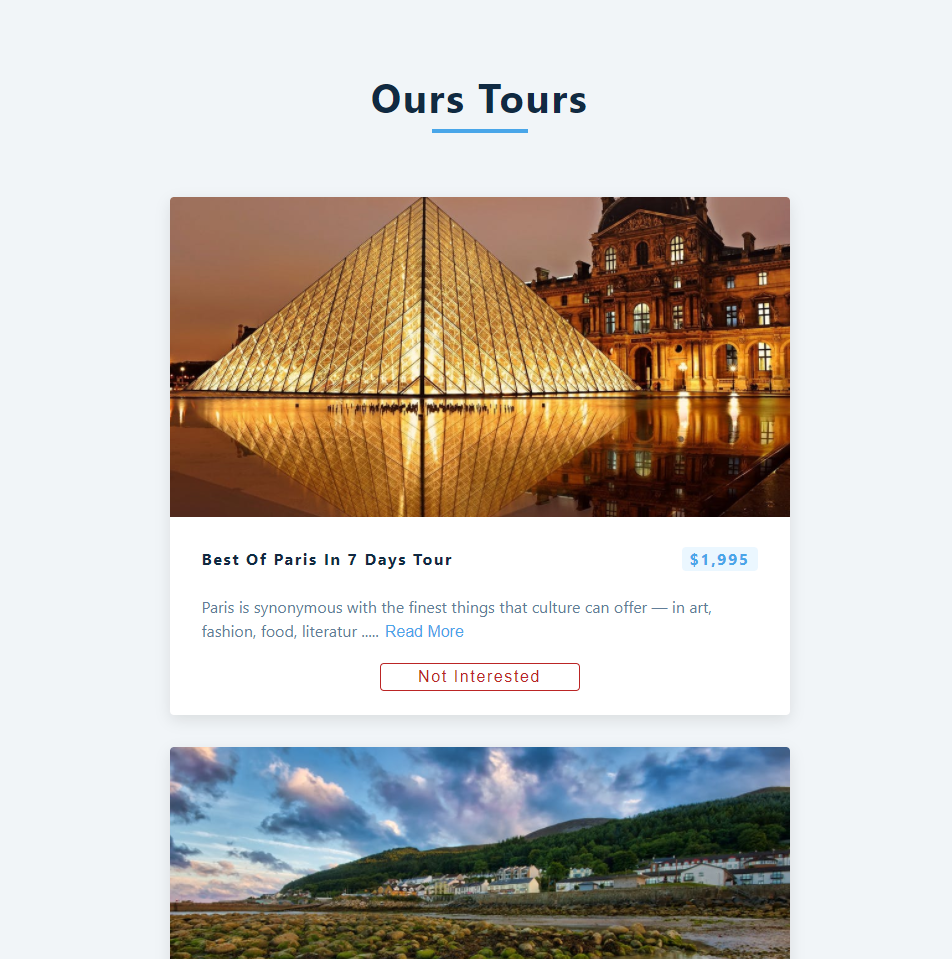 Ours Tours
Best Of Paris In 7 Days Tour
$1,995
Paris is synonymous with the finest things that culture can offer — in art,
fashion, food, literatur ..... Read More
Not Interested